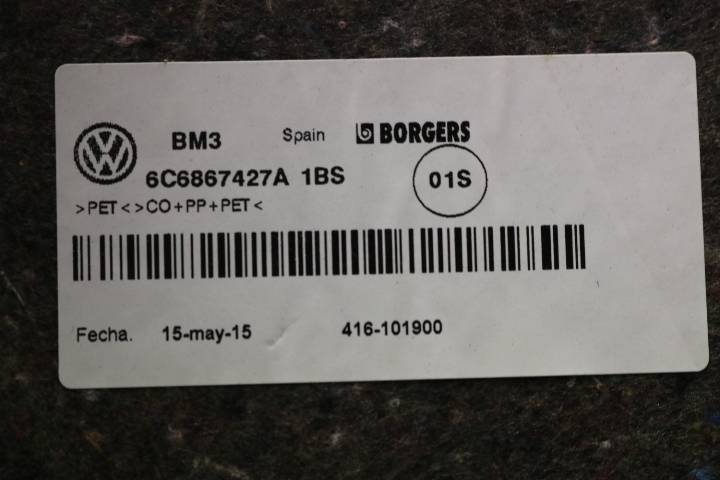 BM3 Spain BORGERS
6C6867427A 1BS 01S
>PET<>CO+PP+PET<
Fecha. 15-may-15 416-101900